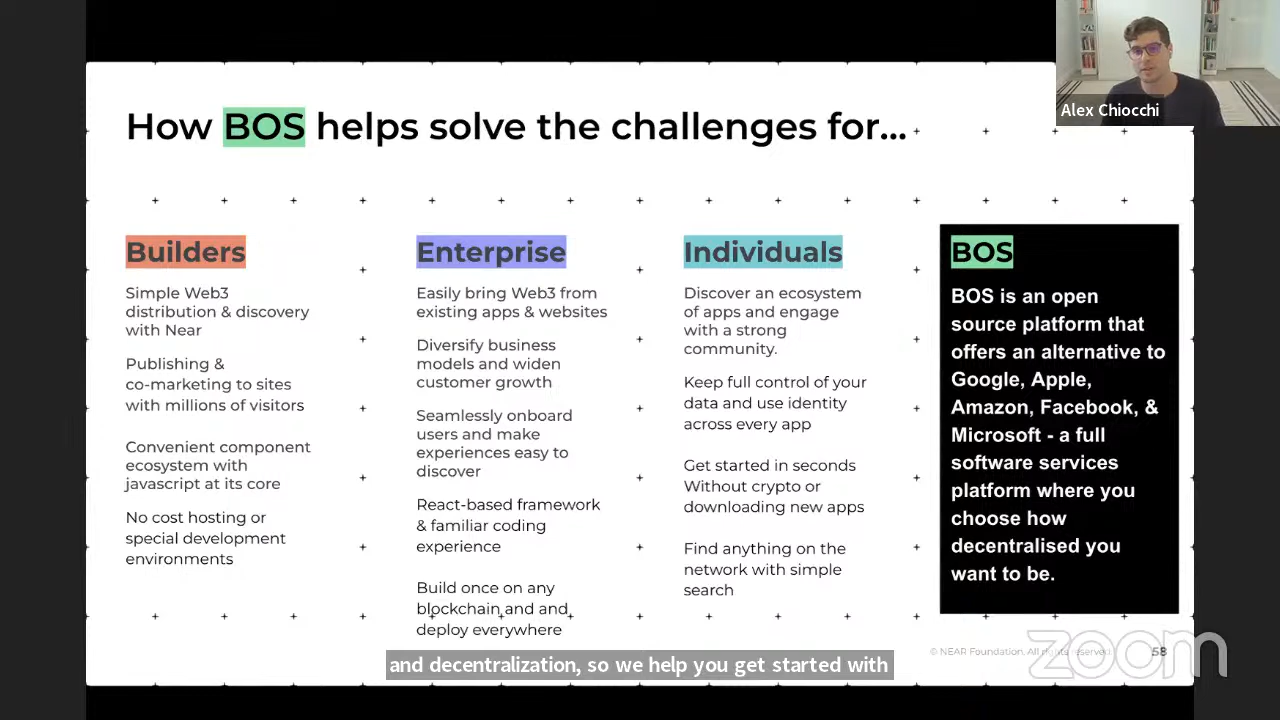 Alex Chiocchi
How BOS helps solve the challenges for...
Builders
Simple Web3
distribution & discovery
with Near
Publishing &
co-marketing to sites
with millions of visitors
Convenient component
ecosystem with
javascript at its core
No cost hosting or
special development
environments
Enterprise
Easily bring Web3 from
existing apps & websites
Diversify business
models and widen
customer growth
Seamlessly onboard
users and make
experiences easy to
discover
React-based framework
& familiar coding
experience
Build once on any
blockchain and and
deploy everywhere
Individuals
Discover an ecosystem
of apps and engage
with a strong
community.
Keep full control of your
data and use identity
across every app
Get started in seconds
Without crypto or
downloading new apps
Find anything on the
network with simple
search
BOS
BOS is an open
source platform that
offers an alternative to
Google, Apple,
Amazon, Facebook, &
Microsoft - a full
software services
platform where you
choose how
decentralised you
want to be.
© NEAR Foundation, All rights reserved.
58
zoom
and decentralization, so we help you get started with